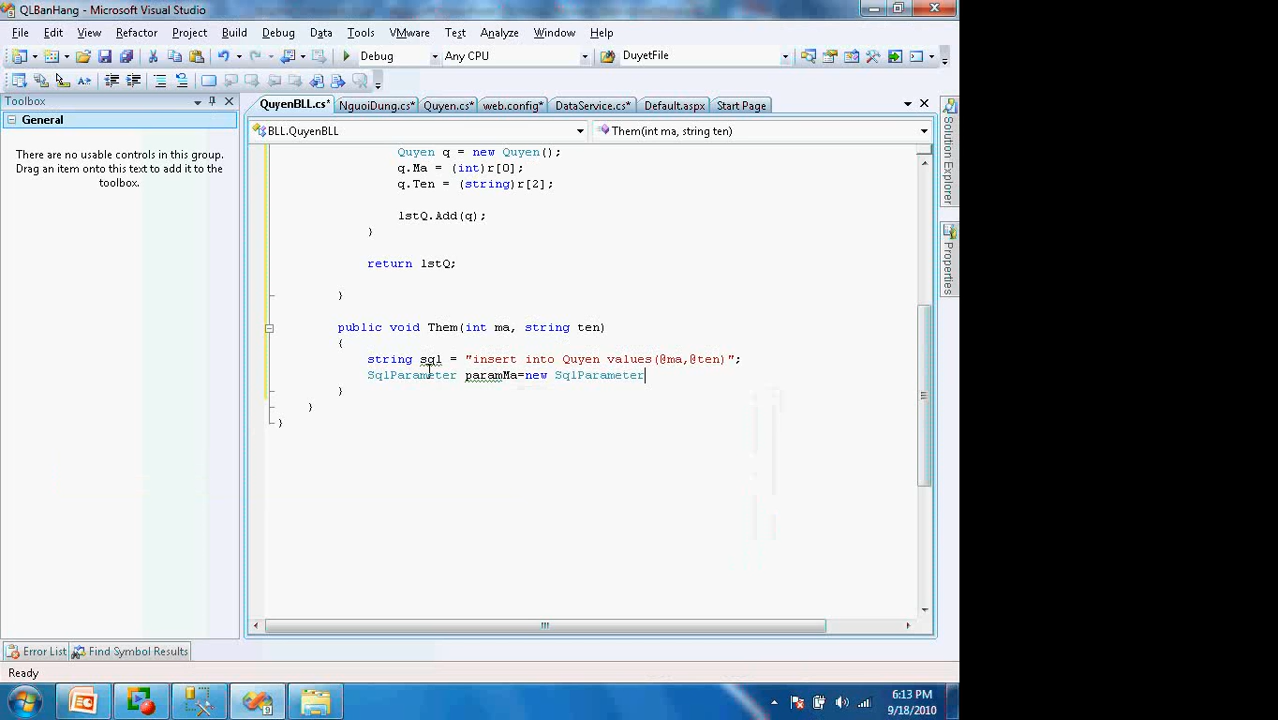 QLBanHang - Microsoft Visual Studio
File Edit View Refactor Project Build Debug Data Tools VMware Test Analyze Window Help
Debug Any CPU DuyetFile
Toolbox
General
There are no usable controls in this group. 
Drag an item onto this text to add it to the 
toolbox.
QuyenBLL.cs* NguoiDung.cs* Quyen.cs* web.config* DataService.cs* Default.aspx Start Page
BLL.QuyenBLL Them(int ma, string ten)
Quyen q = new Quyen();
q.Ma = (int)r[0];
q.Ten = (string)r[2];
lstQ.Add(q);
}
return lstQ;
}
public void Them(int ma, string ten)
{
string sql = "insert into Quyen values(@ma,@ten)";
SqlParameter paramMa=new SqlParameter
}
}
}
Solution Explorer
Properties
Error List Find Symbol Results
Ready
6:13 PM
9/18/2010